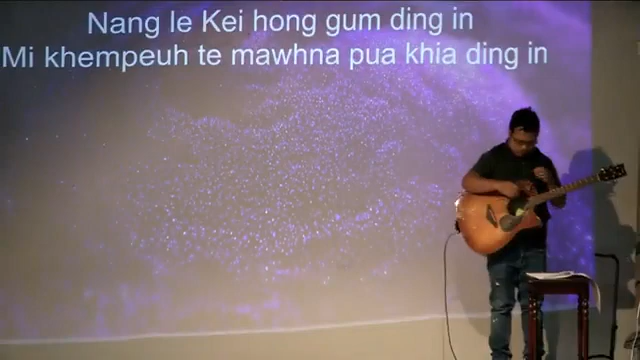 Nang le Kei hong gum ding in
Mi khempeuh te mawhna pua khia ding in